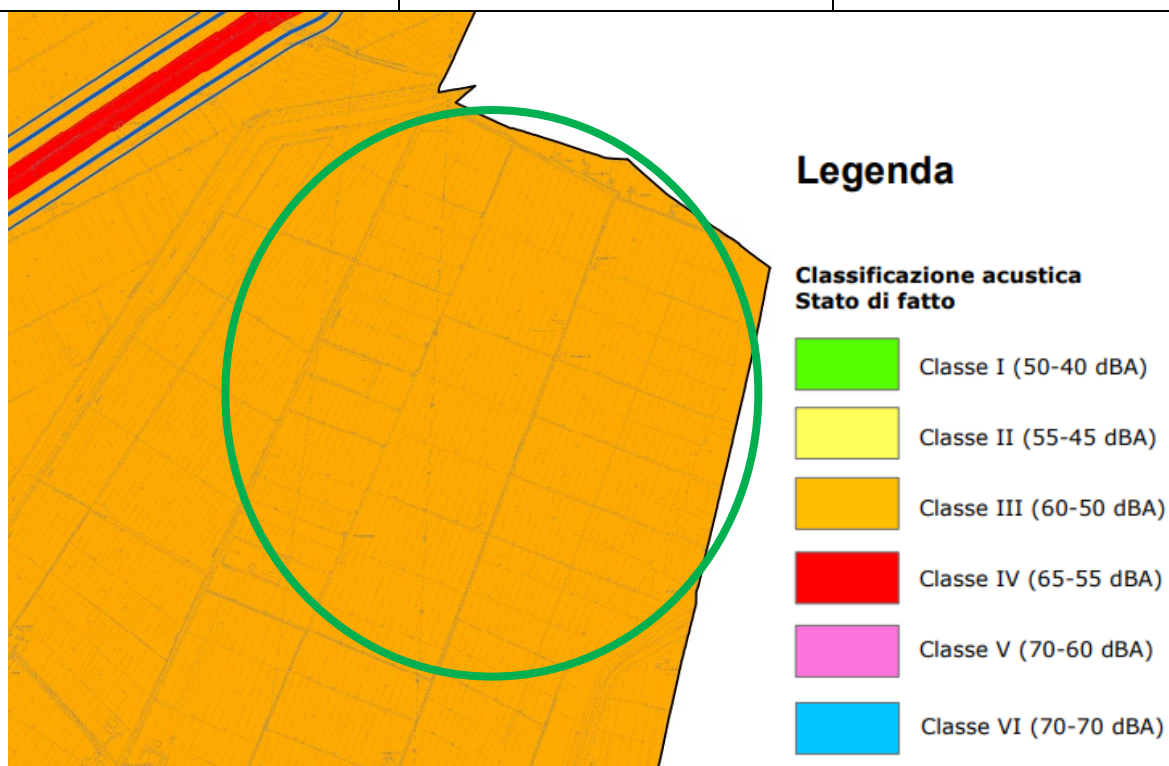 Legenda
Classificazione acustica
Stato di fatto
Classe I (50-40 dBA)
Classe II (55-45 dBA)
Classe III (60-50 dBA)
Classe IV (65-55 dBA)
Classe V (70-60 dBA)
Classe VI (70-70 dBA)